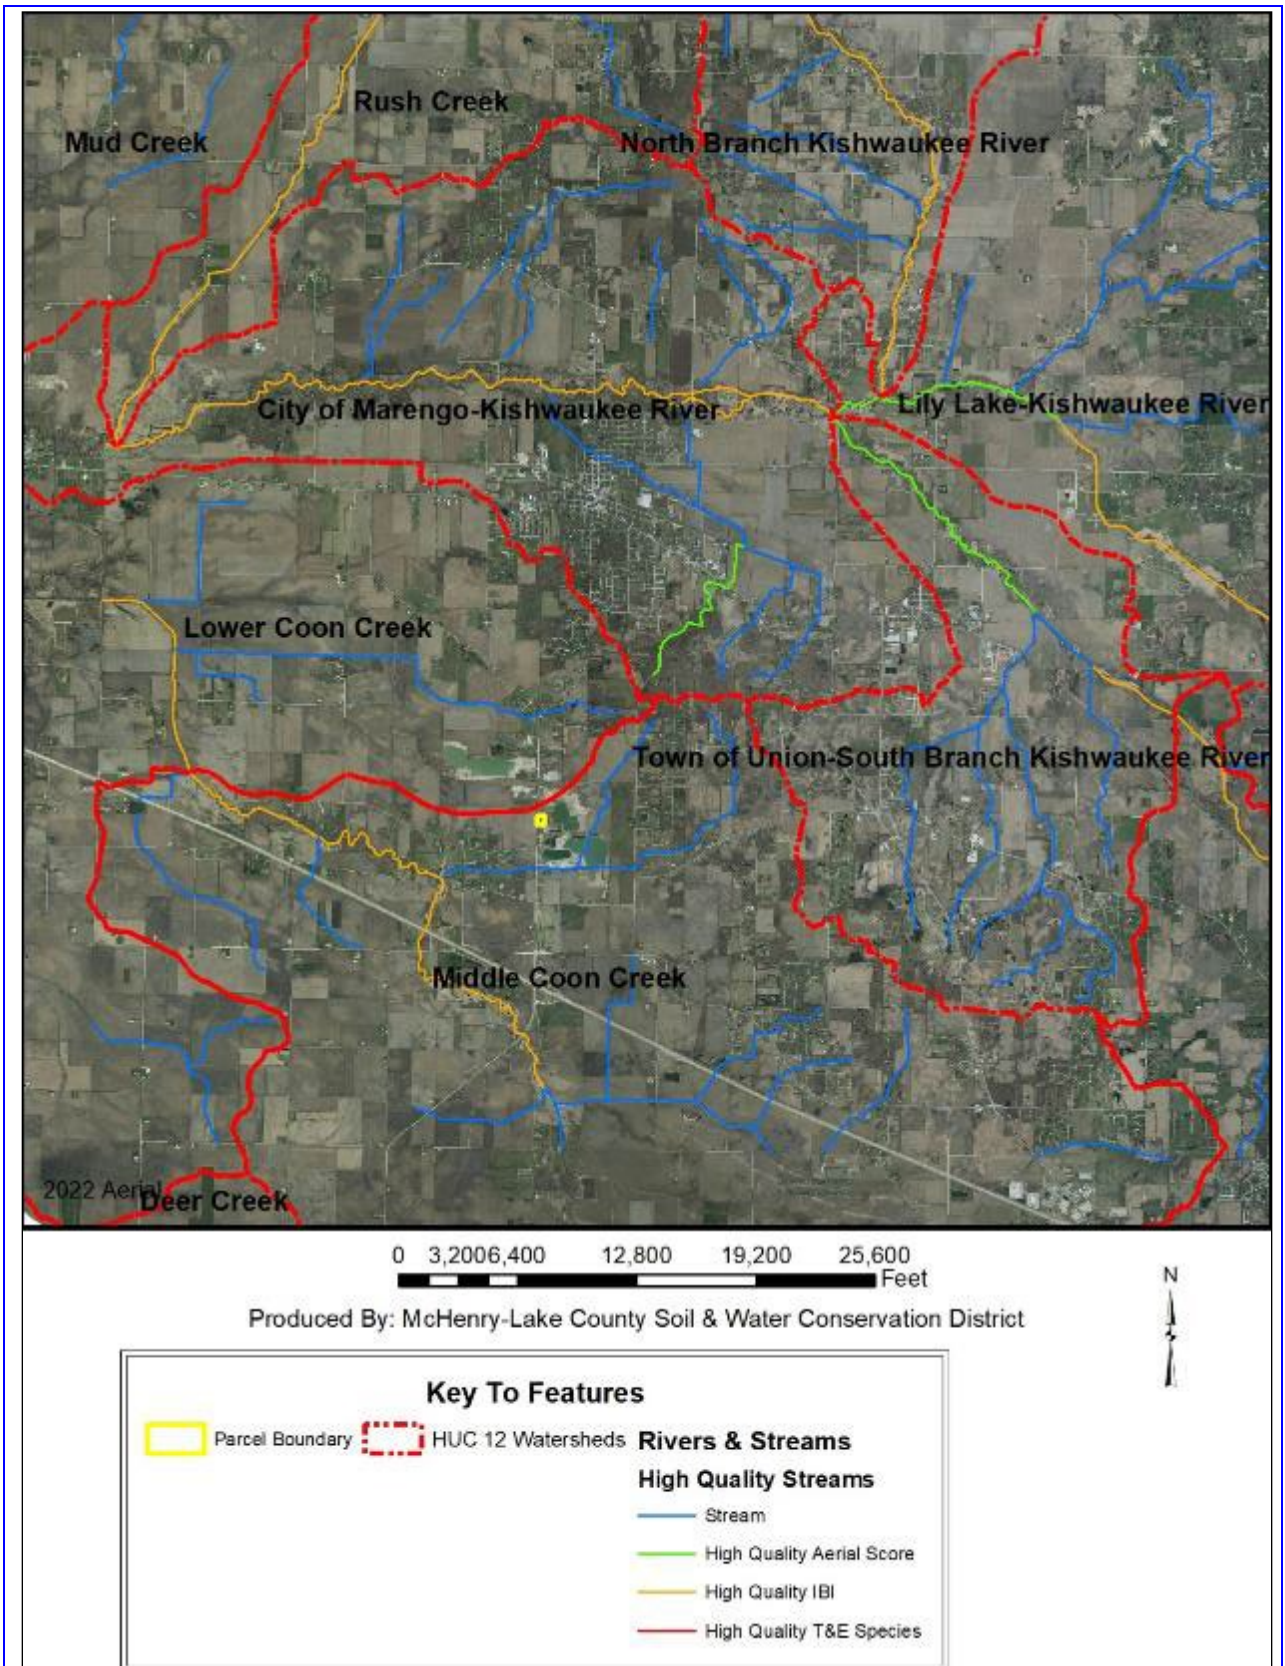 Rush Creek
Mud Creek
North Branch Kishwaukee River
City of Marengo-Kishwaukee River
Lily Lake-Kishwaukee River
Lower Coon Creek
Town of Union-South Branch Kishwaukee River
Middle Coon Creek
2022 Aerial
Deer Creek
0 3,200 6,400 12,800 19,200 25,600
Feet
N
Produced By: McHenry-Lake County Soil & Water Conservation District
Key To Features
Parcel Boundary
HUC 12 Watersheds
Rivers & Streams
High Quality Streams
Stream
High Quality Aerial Score
High Quality IBI
High Quality T&E Species